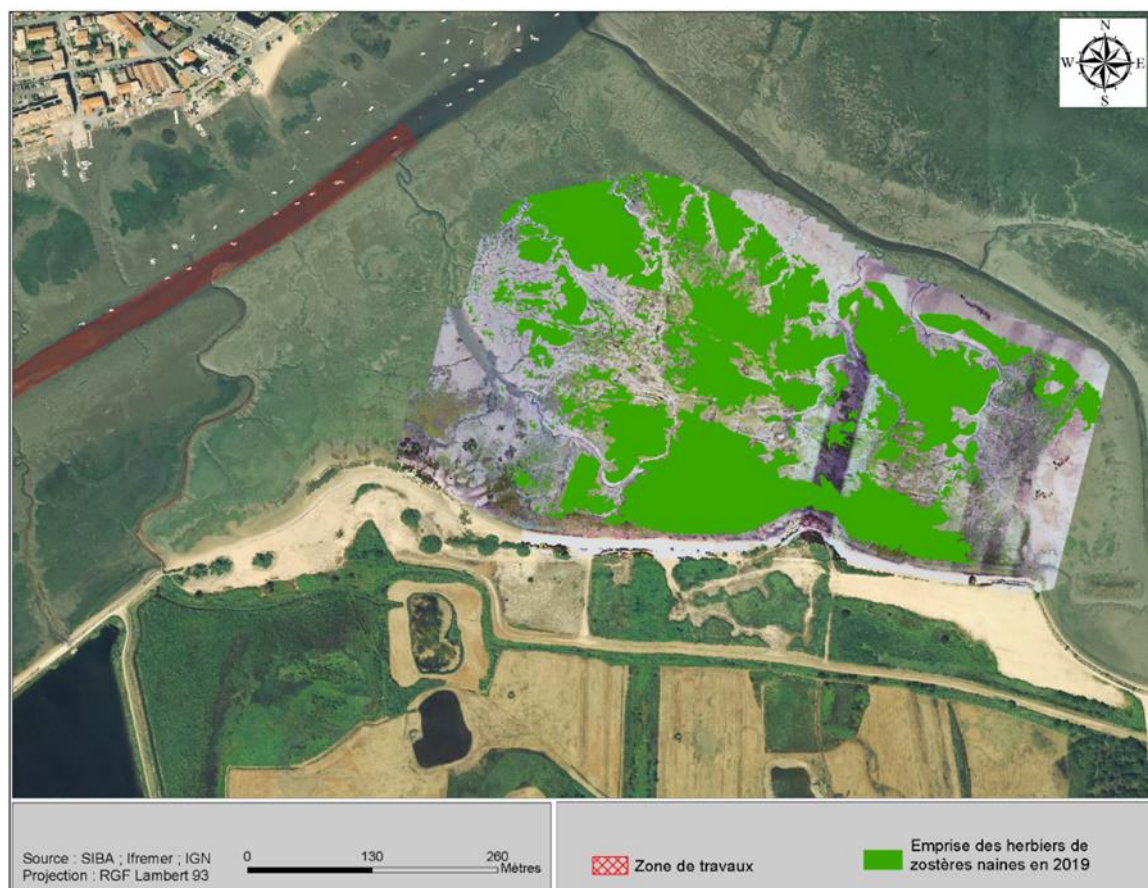 N
W E
S
Source : SIBA ; Ifremer ; IGN
Projection : RGF Lambert 93
0 130 260
Mètres
Zone de travaux
Emprise des herbiers de
zostères naines en 2019